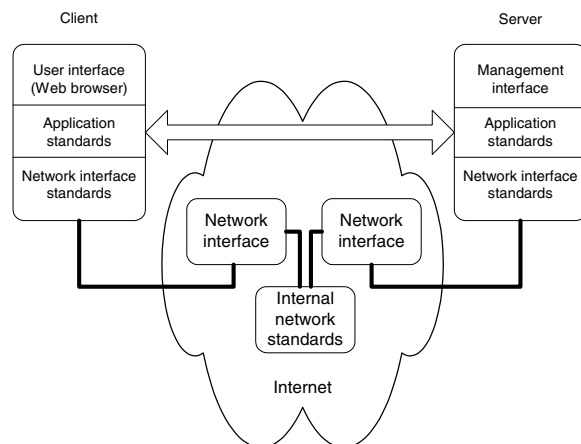 Client
Server
User interface
(Web browser)
Application
standards
Network interface
standards
Management
interface
Application
standards
Network interface
standards
Network
interface
Network
interface
Internal
network
standards
Internet